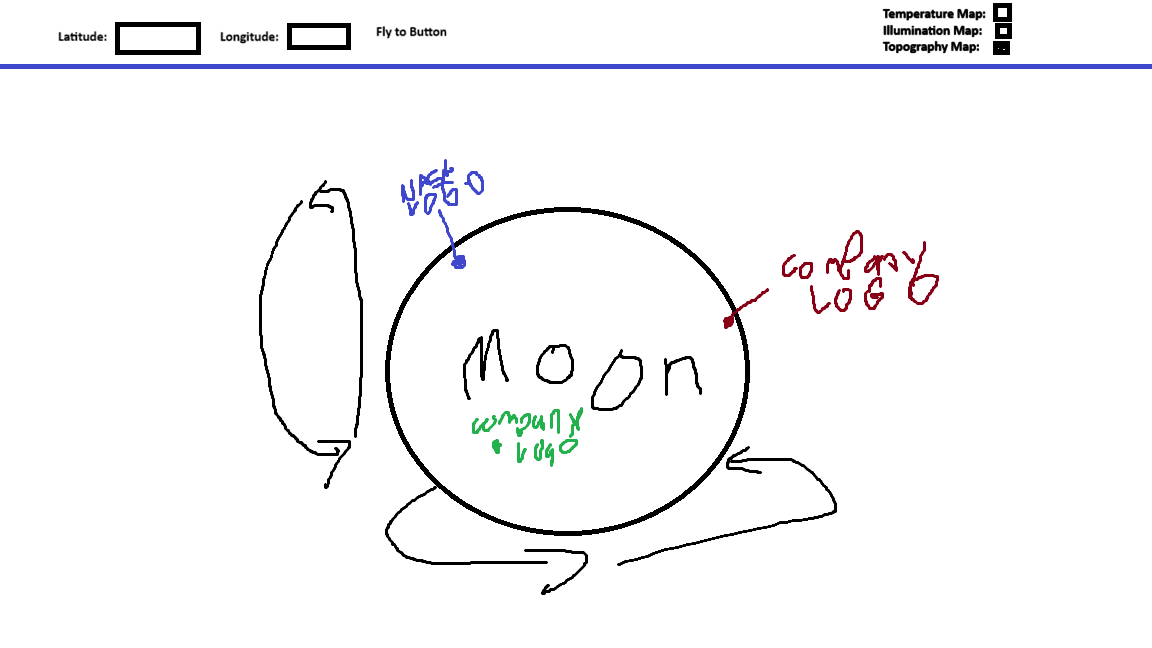 Temperature Map:
Latitude: Longitude: Fly to Button
Illumination Map:
Topography Map:
NASA
LOGO
Company
LOGO
Moon
company
logo